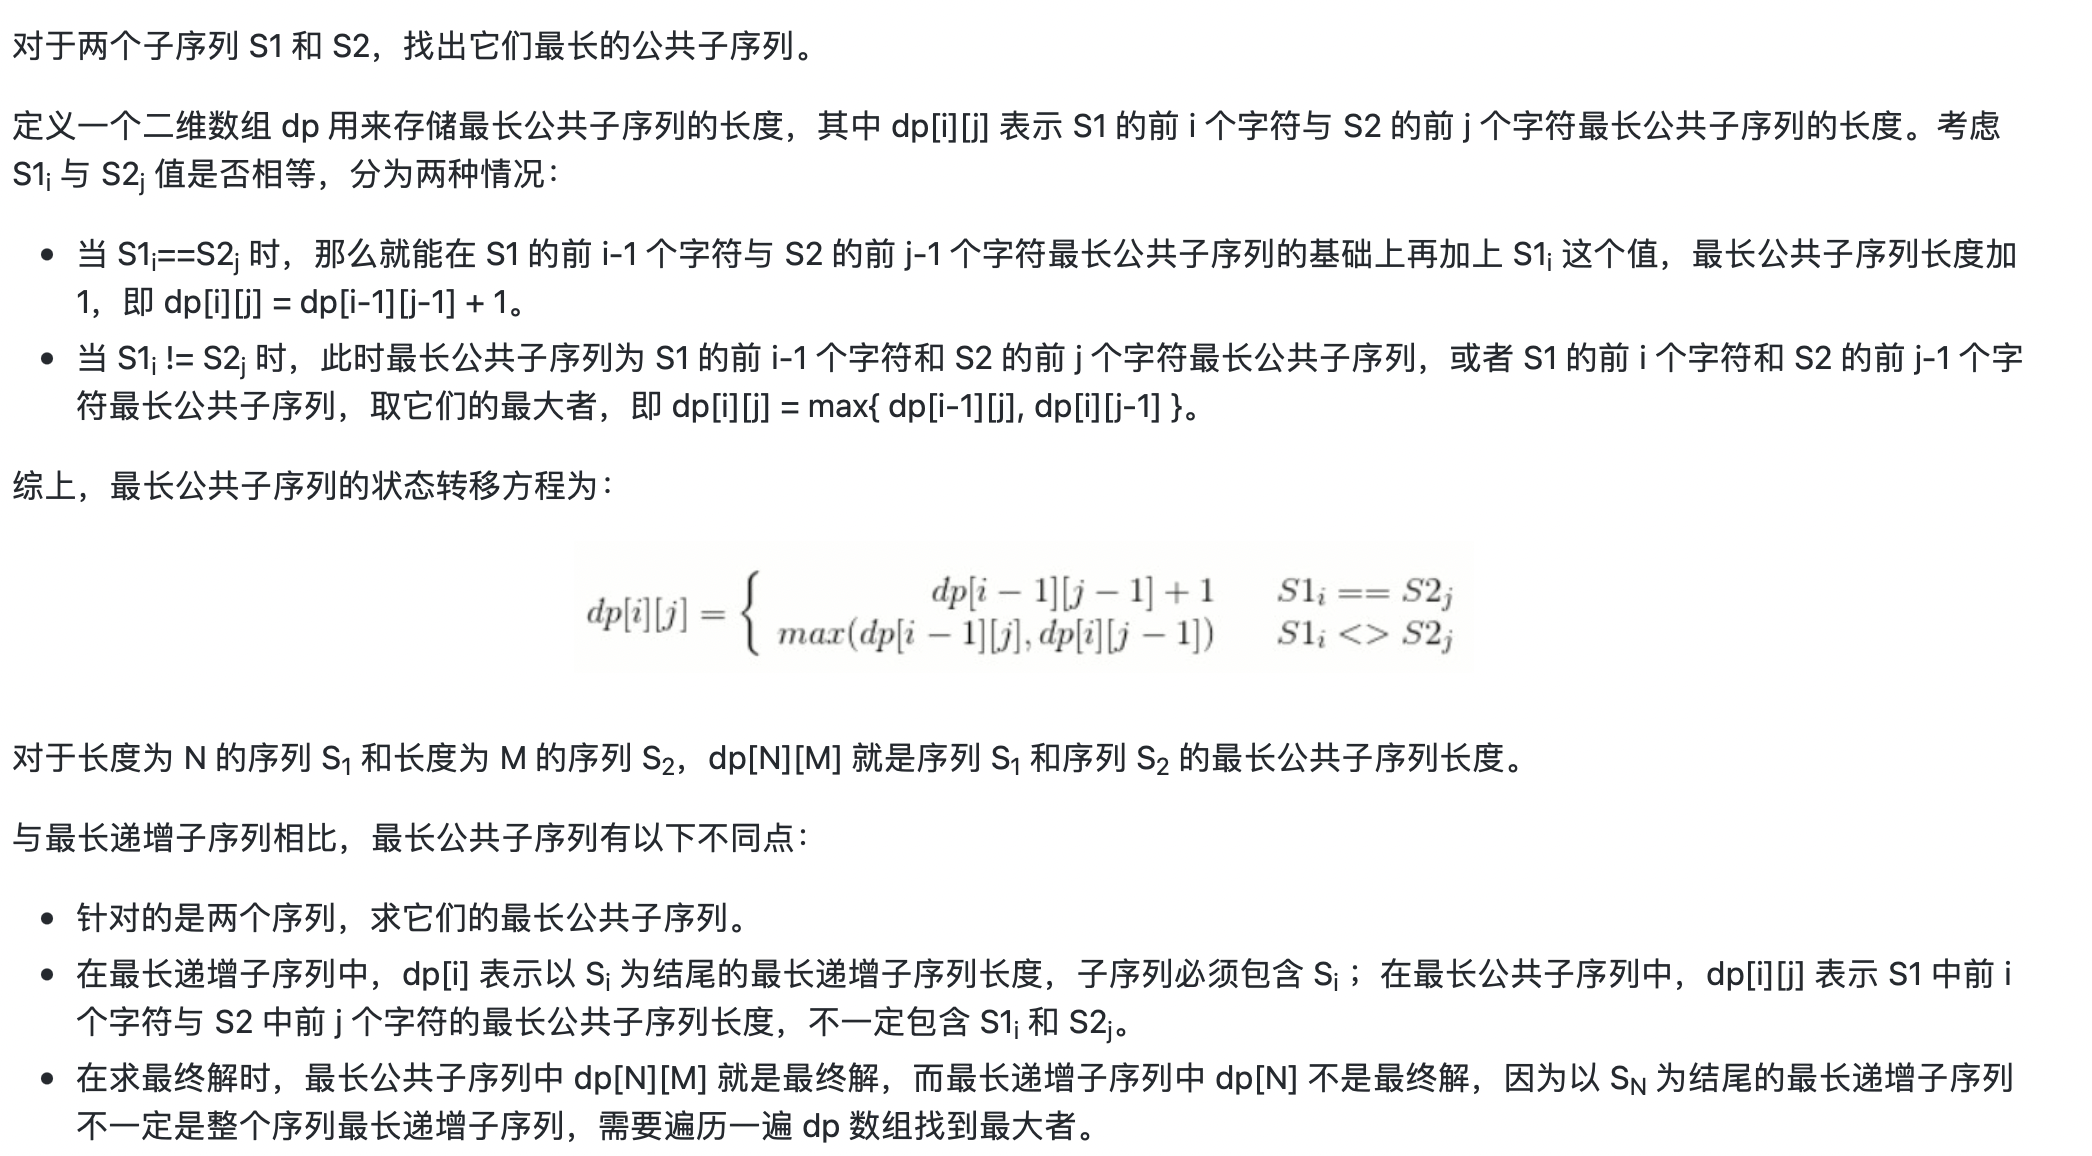 对于两个子序列 S1 和 S2，找出它们最长的公共子序列。
定义一个二维数组 dp 用来存储最长公共子序列的长度，其中 dp[i][j] 表示 S1 的前 i 个字符与 S2 的前 j 个字符最长公共子序列的长度。考虑
S1i 与 S2j 值是否相等，分为两种情况：
• 当 S1i==S2j 时，那么就能在 S1 的前 i-1 个字符与 S2 的前 j-1 个字符最长公共子序列的基础上再加上 S1i 这个值，最长公共子序列长度加
1，即 dp[i][j] = dp[i-1][j-1] + 1。
• 当 S1i != S2j 时，此时最长公共子序列为 S1 的前 i-1 个字符和 S2 的前 j 个字符最长公共子序列，或者 S1 的前 i 个字符和 S2 的前 j-1 个字
符最长公共子序列，取它们的最大者，即 dp[i][j] = max{ dp[i-1][j], dp[i][j-1] }。
综上，最长公共子序列的状态转移方程为：
dp[i][j] = { dp[i − 1][j − 1] + 1 S1i == S2j
max(dp[i − 1][j], dp[i][j − 1]) S1i <> S2j
对于长度为 N 的序列 S1 和长度为 M 的序列 S2，dp[N][M] 就是序列 S1 和序列 S2 的最长公共子序列长度。
与最长递增子序列相比，最长公共子序列有以下不同点：
• 针对的是两个序列，求它们的最长公共子序列。
• 在最长递增子序列中，dp[i] 表示以 Si 为结尾的最长递增子序列长度，子序列必须包含 Si ；在最长公共子序列中，dp[i][j] 表示 S1 中前 i
个字符与 S2 中前 j 个字符的最长公共子序列长度，不一定包含 S1i 和 S2j。
• 在求最终解时，最长公共子序列中 dp[N][M] 就是最终解，而最长递增子序列中 dp[N] 不是最终解，因为以 SN 为结尾的最长递增子序列
不一定是整个序列最长递增子序列，需要遍历一遍 dp 数组找到最大者。